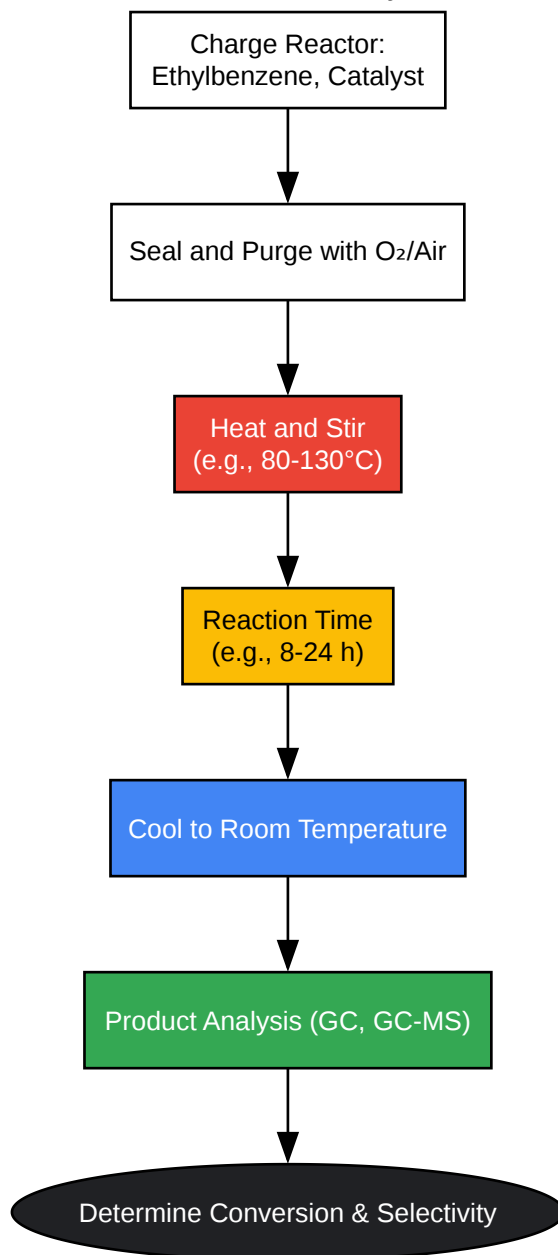 Charge Reactor:
Ethylbenzene, Catalyst
Seal and Purge with O₂/Air
Heat and Stir
(e.g., 80-130°C)
Reaction Time
(e.g., 8-24 h)
Cool to Room Temperature
Product Analysis (GC, GC-MS)
Determine Conversion & Selectivity